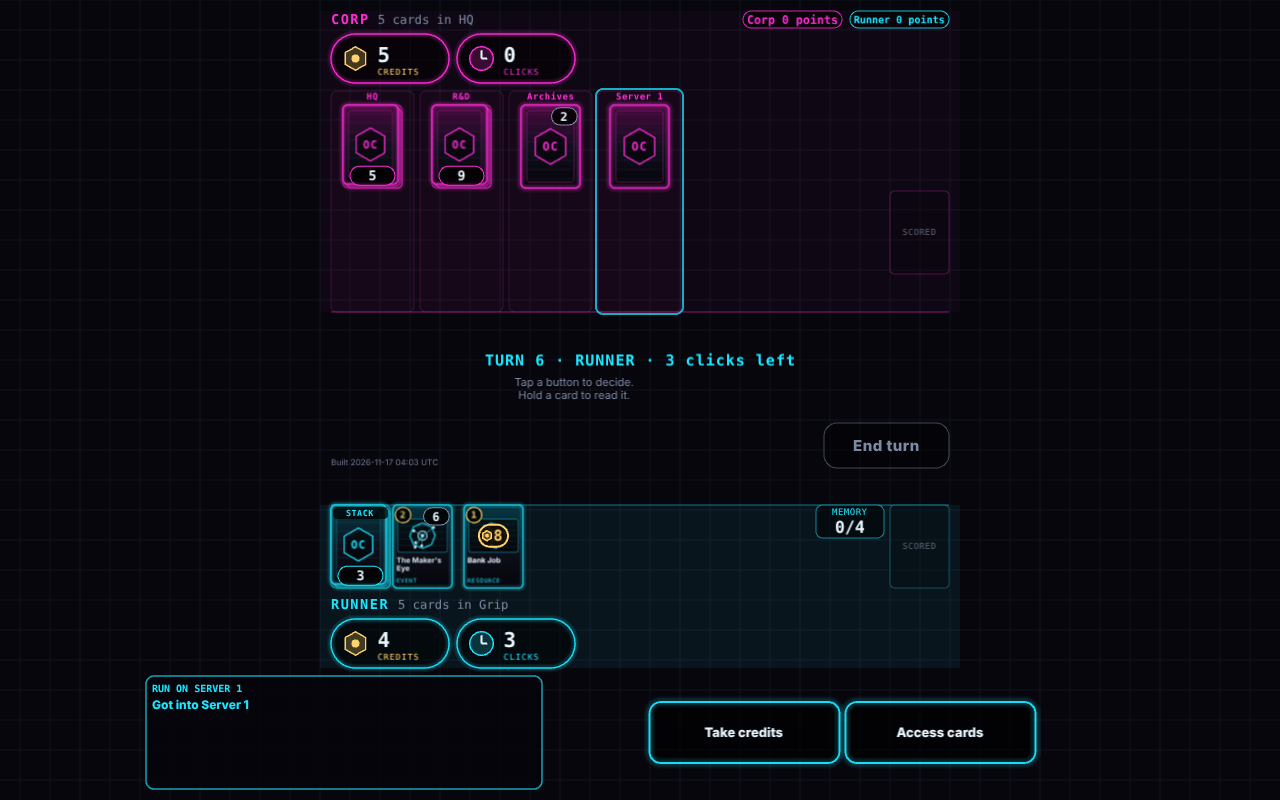 CORP 5 cards in HQ
Corp 0 points
Runner 0 points
5
CREDITS
0
CLICKS
HQ
R&D
Archives
Server 1
OC
5
OC
9
2
OC
OC
SCORED
TURN 6 · RUNNER · 3 clicks left
Tap a button to decide.
Hold a card to read it.
End turn
Built 2026-11-17 04:03 UTC
STACK
OC
3
2
6
The Maker's
Eye
EVENT
1
8
Bank Job
RESOURCE
MEMORY
0/4
SCORED
RUNNER 5 cards in Grip
4
CREDITS
3
CLICKS
RUN ON SERVER 1
Got into Server 1
Take credits
Access cards